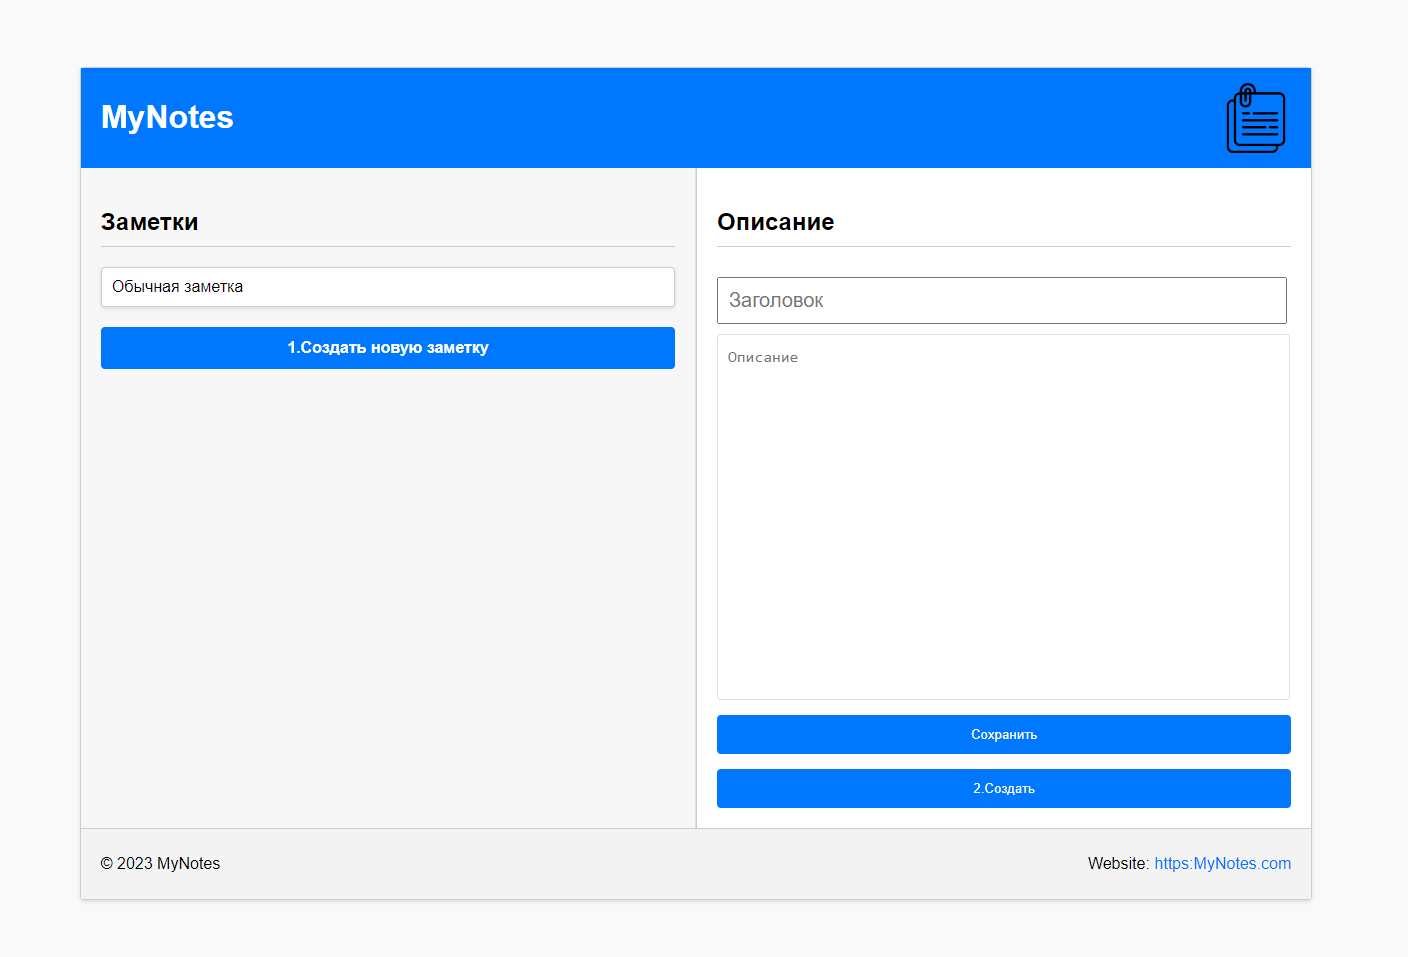 MyNotes
Заметки
Обычная заметка
1.Создать новую заметку
Описание
Заголовок
Описание
Сохранить
2.Создать
© 2023 MyNotes
Website: https:MyNotes.com